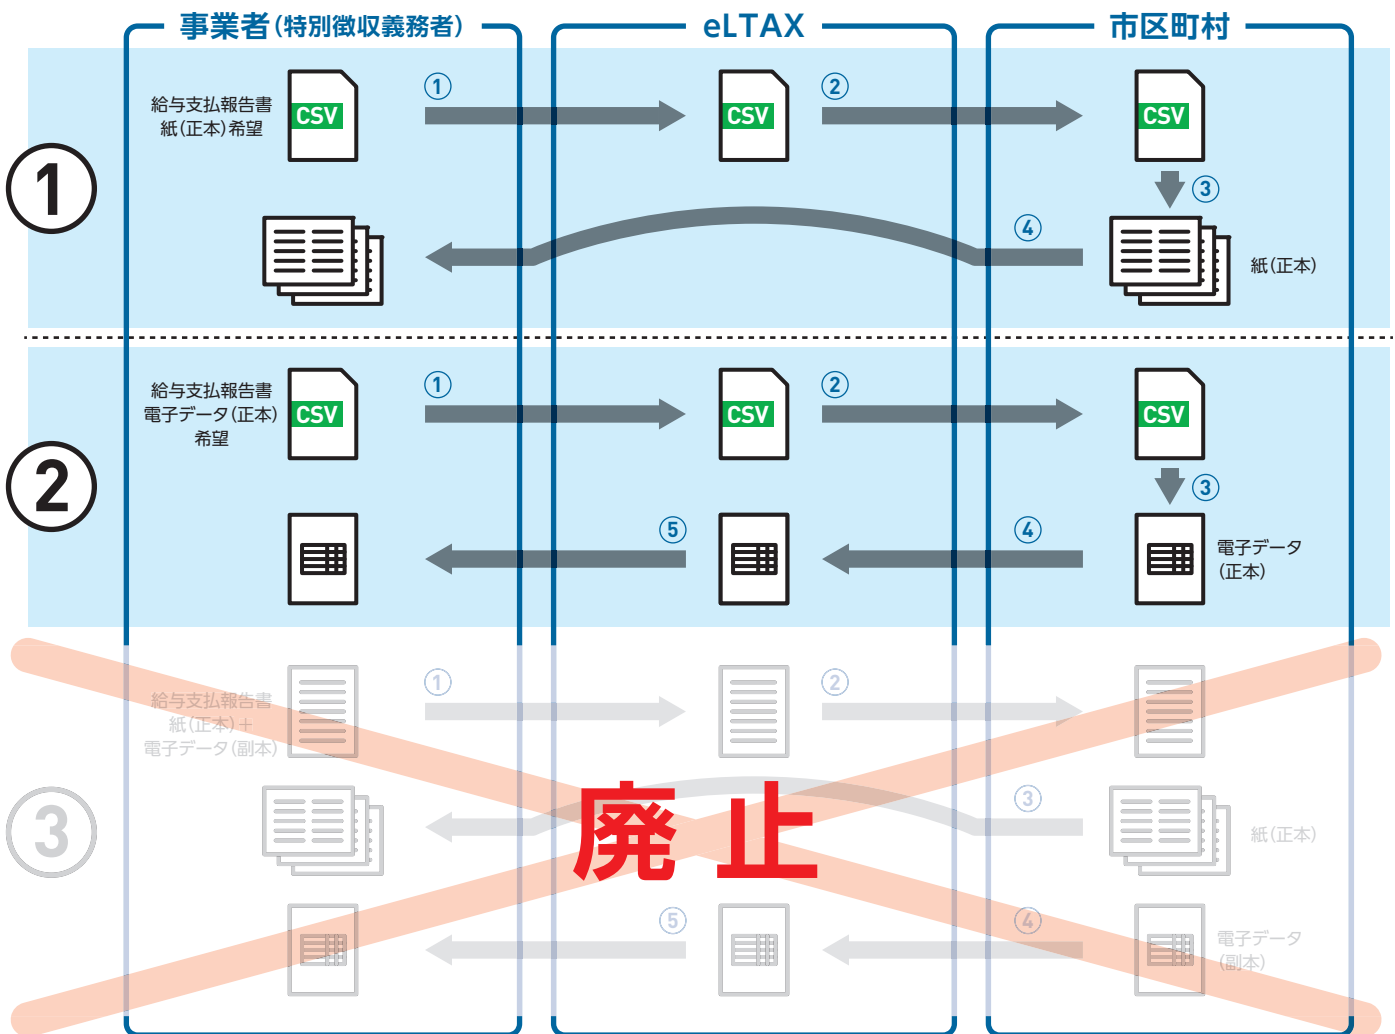 事業者(特別徴収義務者)
eLTAX
市区町村
①
給与支払報告書
紙(正本)希望
CSV
①
CSV
②
CSV
③
④
紙(正本)
②
給与支払報告書
電子データ(正本)
希望
CSV
①
CSV
②
CSV
③
⑤
④
電子データ
(正本)
③
給与支払報告書
紙(正本)+
電子データ(副本)
①
②
廃止
③
紙(正本)
⑤
④
電子データ
(副本)